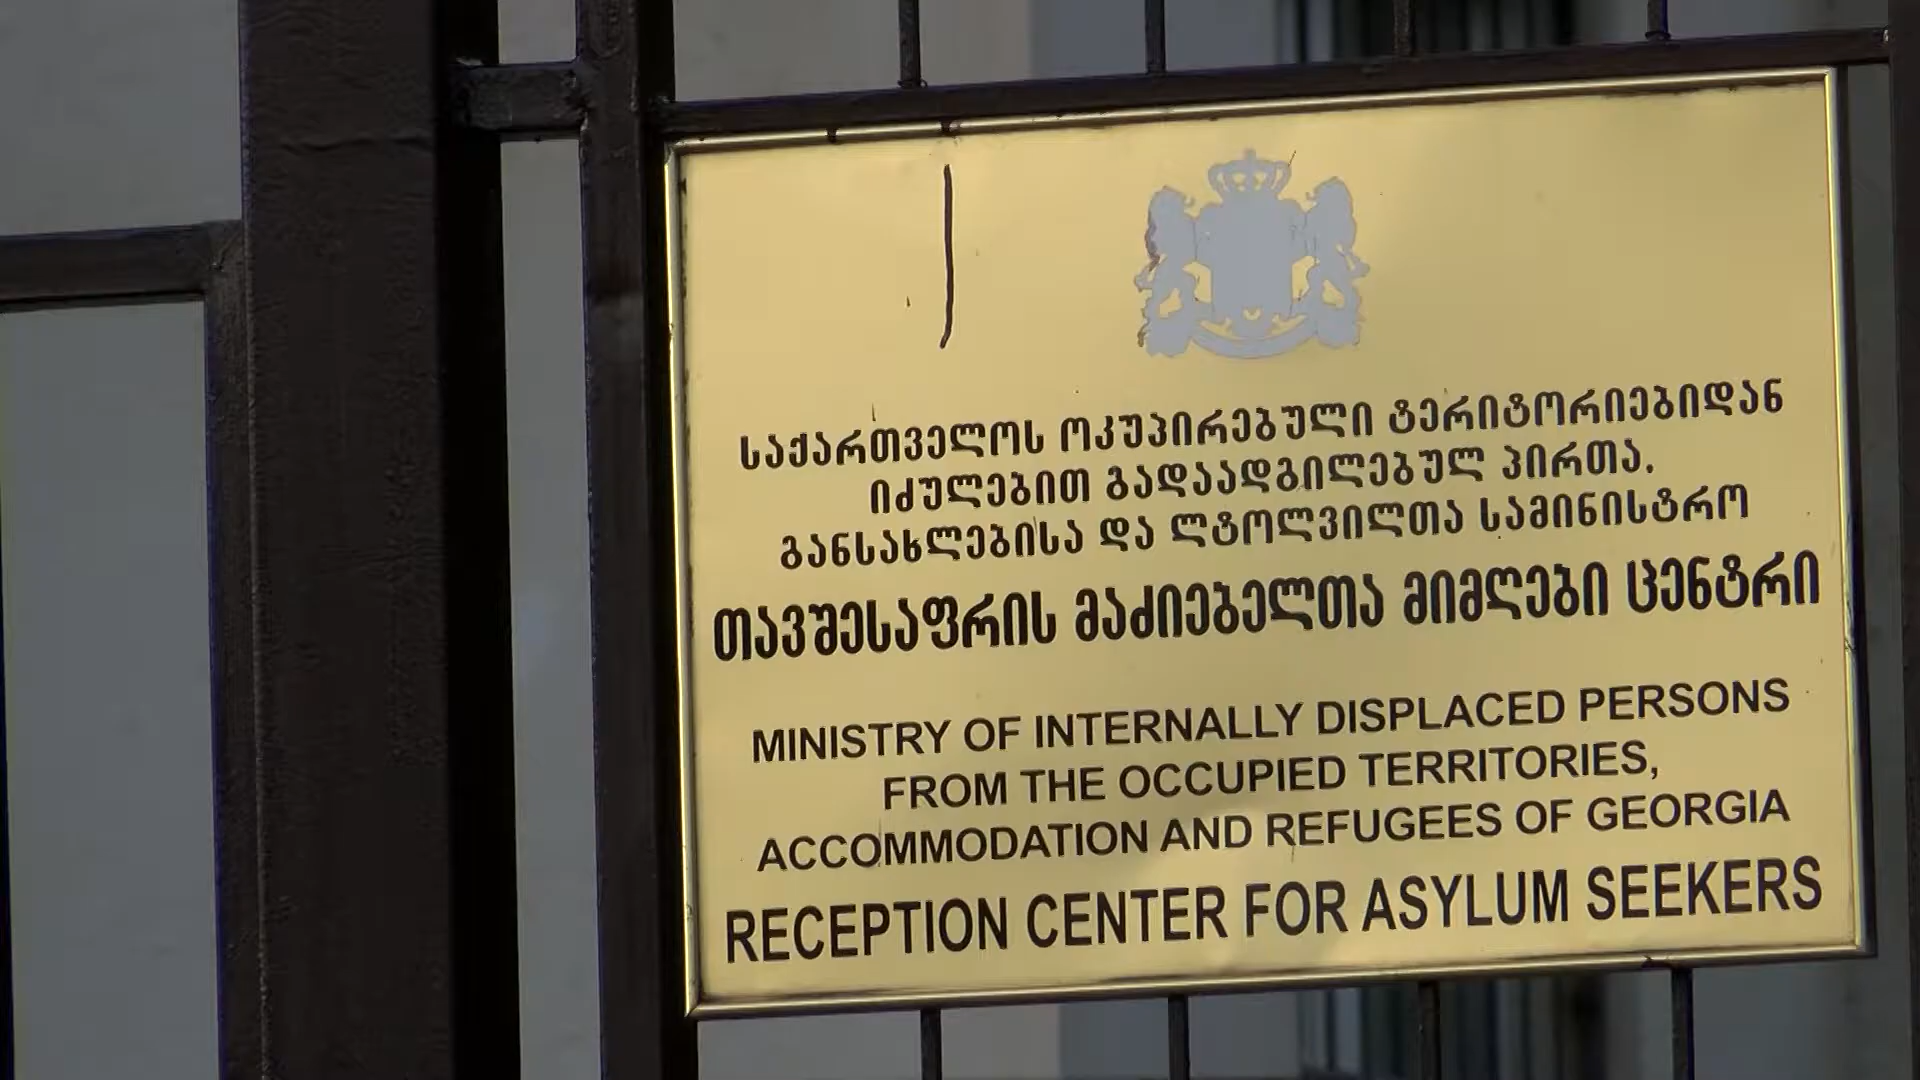 საქართველოს ოკუპირებული ტერიტორიებიდან
იძულებით გადაადგილებულ პირთა,
განსახლებისა და ლტოლვილთა სამინისტრო
თავშესაფრის მაძიებელთა მიმღები ცენტრი
MINISTRY OF INTERNALLY DISPLACED PERSONS
FROM THE OCCUPIED TERRITORIES,
ACCOMMODATION AND REFUGEES OF GEORGIA
RECEPTION CENTER FOR ASYLUM SEEKERS